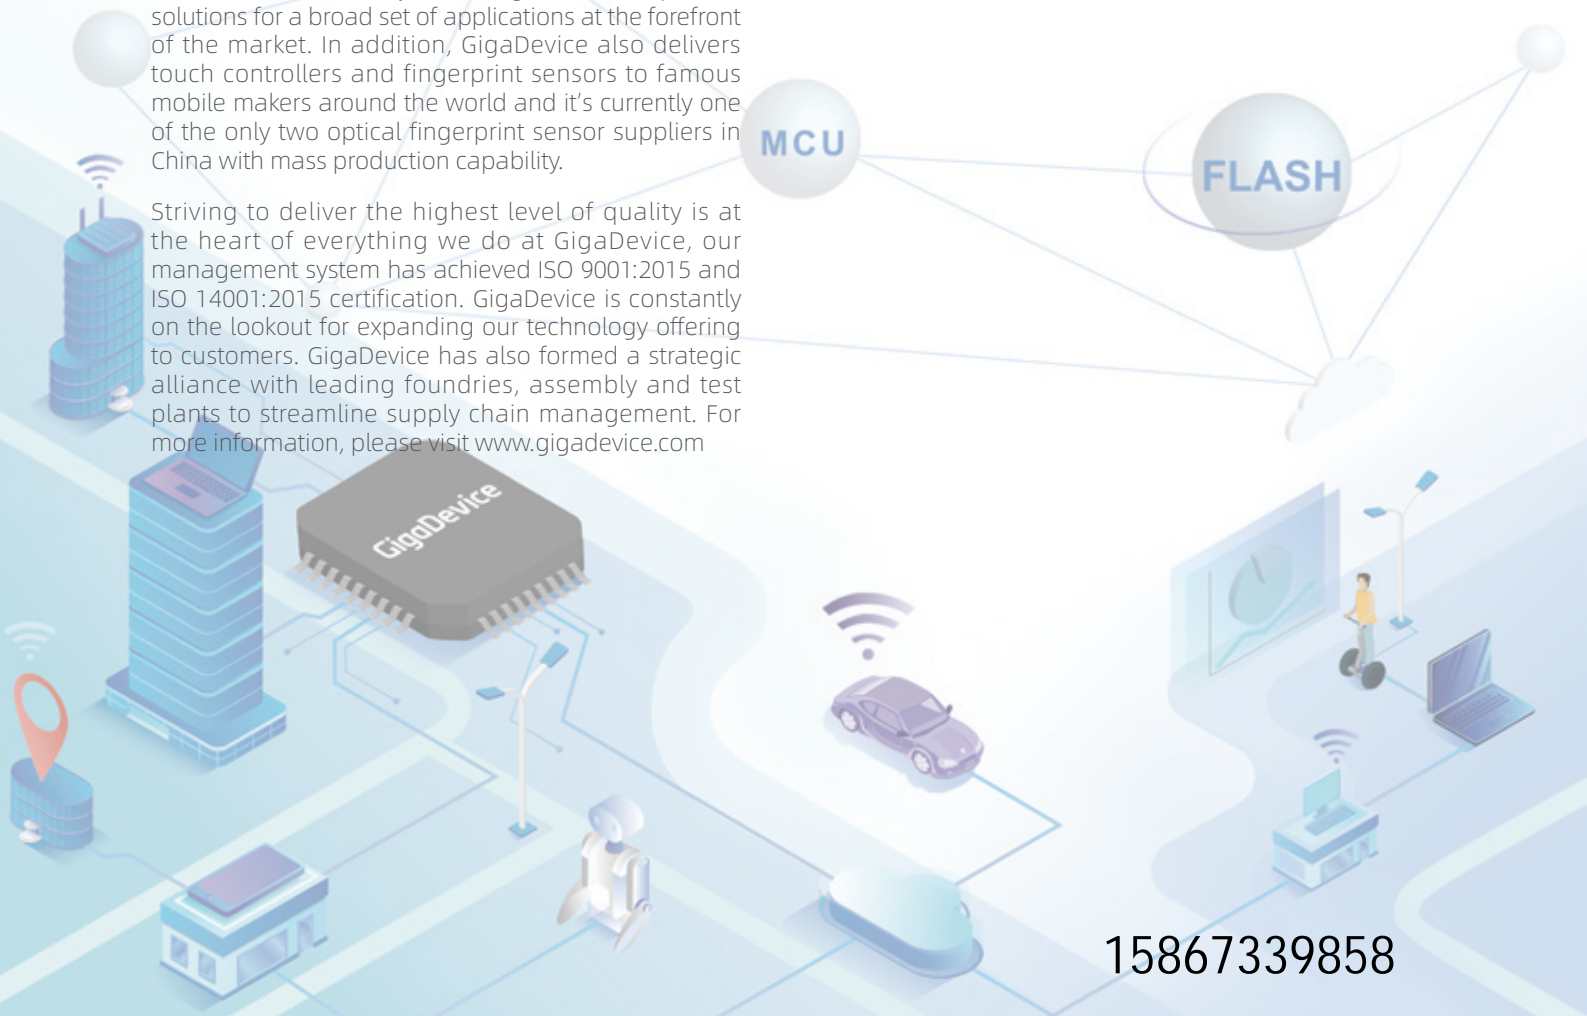 solutions for a broad set of applications at the forefront
of the market. In addition, GigaDevice also delivers
touch controllers and fingerprint sensors to famous
mobile makers around the world and it's currently one
of the only two optical fingerprint sensor suppliers in
China with mass production capability.
Striving to deliver the highest level of quality is at
the heart of everything we do at GigaDevice, our
management system has achieved ISO 9001:2015 and
ISO 14001:2015 certification. GigaDevice is constantly
on the lookout for expanding our technology offering
to customers. GigaDevice has also formed a strategic
alliance with leading foundries, assembly and test
plants to streamline supply chain management. For
more information, please visit www.gigadevice.com
MCU
FLASH
GigaDevice
15867339858